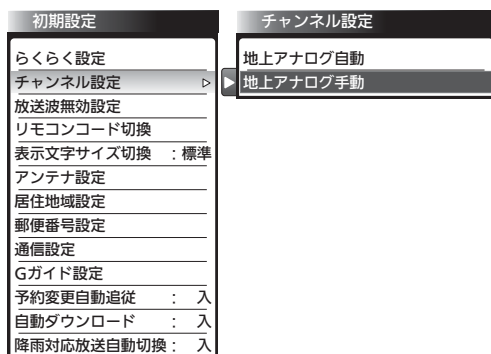 初期設定
らくらく設定
チャンネル設定
放送波無効設定
リモコンコード切換
表示文字サイズ切換 ：標準
アンテナ設定
居住地域設定
郵便番号設定
通信設定
Gガイド設定
予約変更自動追従 ： 入
自動ダウンロード ： 入
降雨対応放送自動切換： 入
チャンネル設定
地上アナログ自動
地上アナログ手動